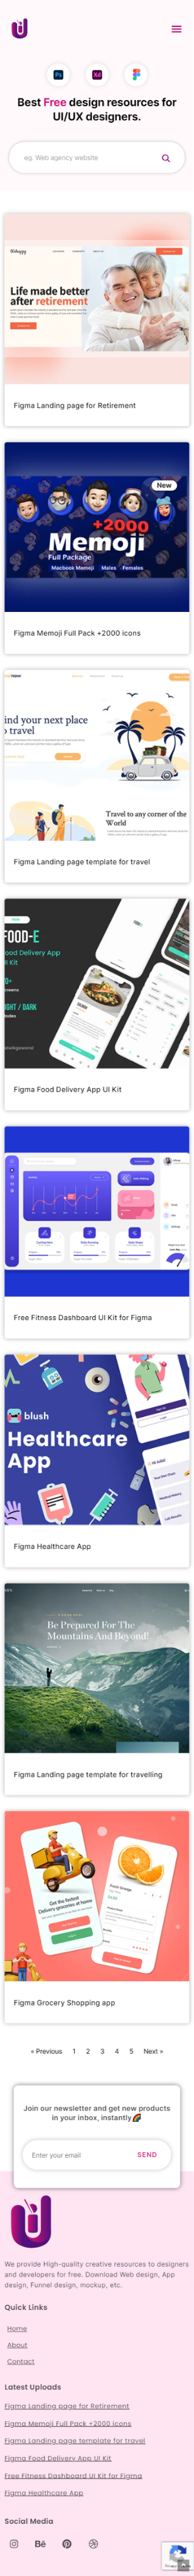 Ps
Xd
Best Free design resources for
UI/UX designers.
eg. Web agency website
Life made better
after retirement
Figma Landing page for Retirement
New
+2000
Memoji
Full Package
Macbook Memoji Males Females
Figma Memoji Full Pack +2000 icons
ind your next place
o travel
Travel to any corner of the
World
Figma Landing page template for travel
FOOD-E
Food Delivery App
UI Kit
Figma Food Delivery App UI Kit
Free Fitness Dashboard UI Kit for Figma
blush
Healthcare
App
Figma Healthcare App
Be Prepared For The
Mountains And Beyond!
Figma Landing page template for travelling
Get the fastest
Delivery groceries at home
Fresh Orange
Figma Grocery Shopping app
« Previous 1 2 3 4 5 Next »
Join our newsletter and get new products
in your inbox, instantly🌈
Enter your email
SEND
We provide High-quality creative resources to designers
and developers for free. Download Web design, App
design, Funnel design, mockup, etc.
Quick Links
Home
About
Contact
Latest Uploads
Figma Landing page for Retirement
Figma Memoji Full Pack +2000 icons
Figma Landing page template for travel
Figma Food Delivery App UI Kit
Free Fitness Dashboard UI Kit for Figma
Figma Healthcare App
Social Media